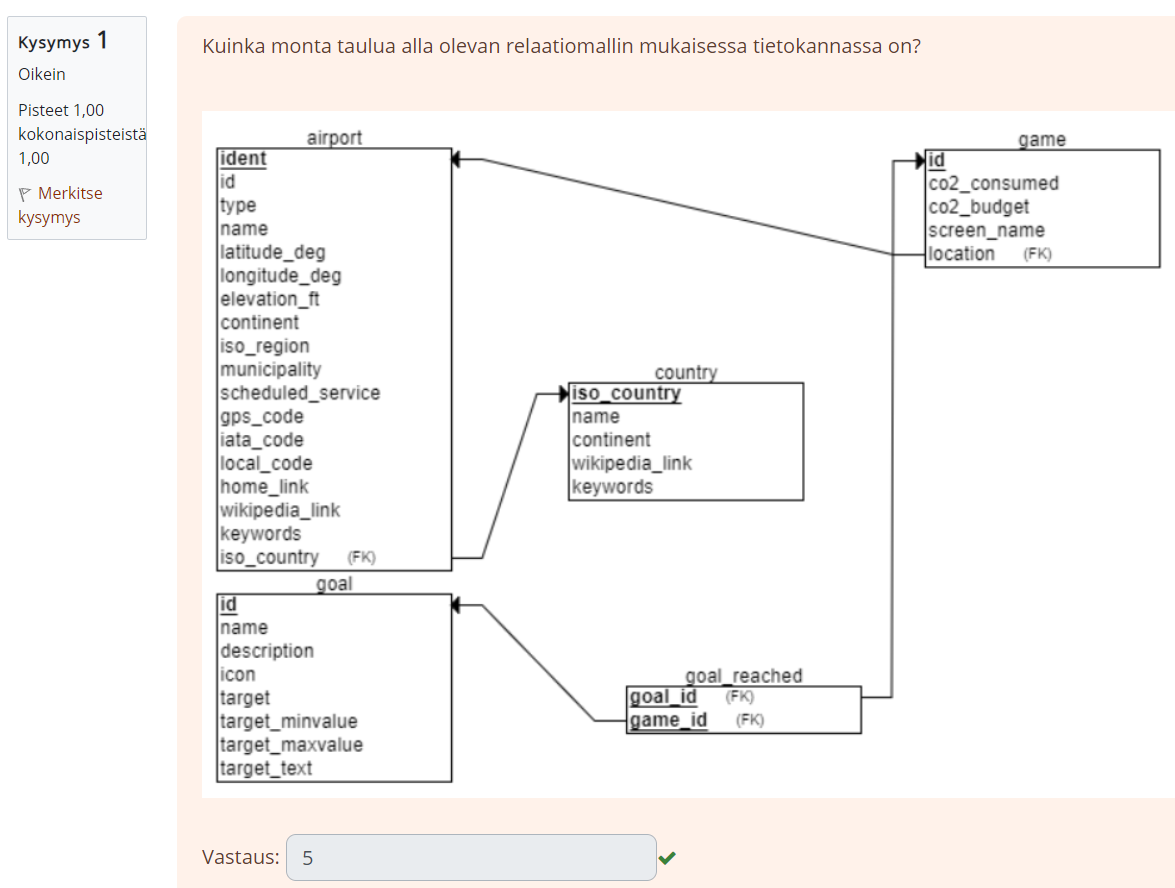 Kysymys 1
Oikein
Pisteet 1,00
kokonaispisteistä
1,00
Merkitse
kysymys
Kuinka monta taulua alla olevan relaatiomallin mukaisessa tietokannassa on?
airport
ident
id
type
name
latitude_deg
longitude_deg
elevation_ft
continent
iso_region
municipality
scheduled_service
gps_code
iata_code
local_code
home_link
wikipedia_link
keywords
iso_country (FK)
game
id
co2_consumed
co2_budget
screen_name
location (FK)
country
iso_country
name
continent
wikipedia_link
keywords
goal
id
name
description
icon
target
target_minvalue
target_maxvalue
target_text
goal_reached
goal_id (FK)
game_id (FK)
Vastaus: 5